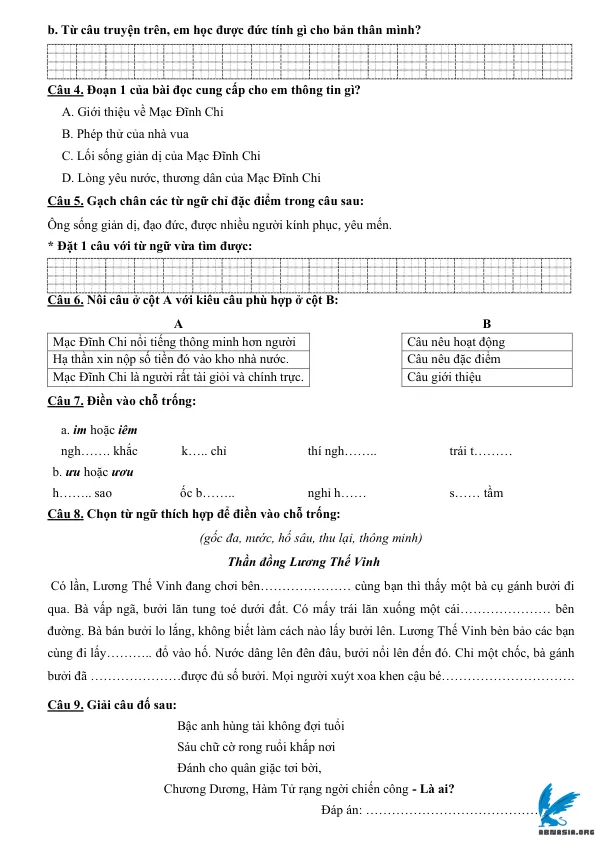 b. Từ câu truyện trên, em học được đức tính gì cho bản thân mình?
Câu 4. Đoạn 1 của bài đọc cung cấp cho em thông tin gì?
A. Giới thiệu về Mạc Đĩnh Chi
B. Phép thử của nhà vua
C. Lối sống giản dị của Mạc Đĩnh Chi
D. Lòng yêu nước, thương dân của Mạc Đĩnh Chi
Câu 5. Gạch chân các từ ngữ chỉ đặc điểm trong câu sau:
Ông sống giản dị, đạo đức, được nhiều người kính phục, yêu mến.
* Đặt 1 câu với từ ngữ vừa tìm được:
Câu 6. Nối câu ở cột A với kiểu câu phù hợp ở cột B:
A B
Mạc Đĩnh Chi nổi tiếng thông minh hơn người Câu nêu hoạt động
Hạ thần xin nộp số tiền đó vào kho nhà nước. Câu nêu đặc điểm
Mạc Đĩnh Chi là người rất tài giỏi và chính trực. Câu giới thiệu
Câu 7. Điền vào chỗ trống:
a. im hoặc iêm
ngh……. khắc k….. chỉ thí ngh…….. trái t………
b. ưu hoặc ươu
h…….. sao ốc b…….. nghỉ h…… s…… tầm
Câu 8. Chọn từ ngữ thích hợp để điền vào chỗ trống:
(gốc đa, nước, hố sâu, thu lại, thông minh)
Thần đồng Lương Thế Vinh
Có lần, Lương Thế Vinh đang chơi bên………………… cùng bạn thì thấy một bà cụ gánh bưởi đi
qua. Bà vấp ngã, bưởi lăn tung toé dưới đất. Có mấy trái lăn xuống một cái………………… bên
đường. Bà bán bưởi lo lắng, không biết làm cách nào lấy bưởi lên. Lương Thế Vinh bèn bảo các bạn
cùng đi lấy……….. đổ vào hố. Nước dâng lên đên đâu, bưởi nổi lên đến đó. Chỉ một chốc, bà gánh
bưởi đã …………………được đủ số bưởi. Mọi người xuýt xoa khen cậu bé………………………….
Câu 9. Giải câu đố sau:
Bậc anh hùng tài không đợi tuổi
Sáu chữ cờ rong ruổi khắp nơi
Đánh cho quân giặc tơi bời,
Chương Dương, Hàm Tử rạng ngời chiến công - Là ai?
Đáp án: …………………………………
ABNASIA.ORG